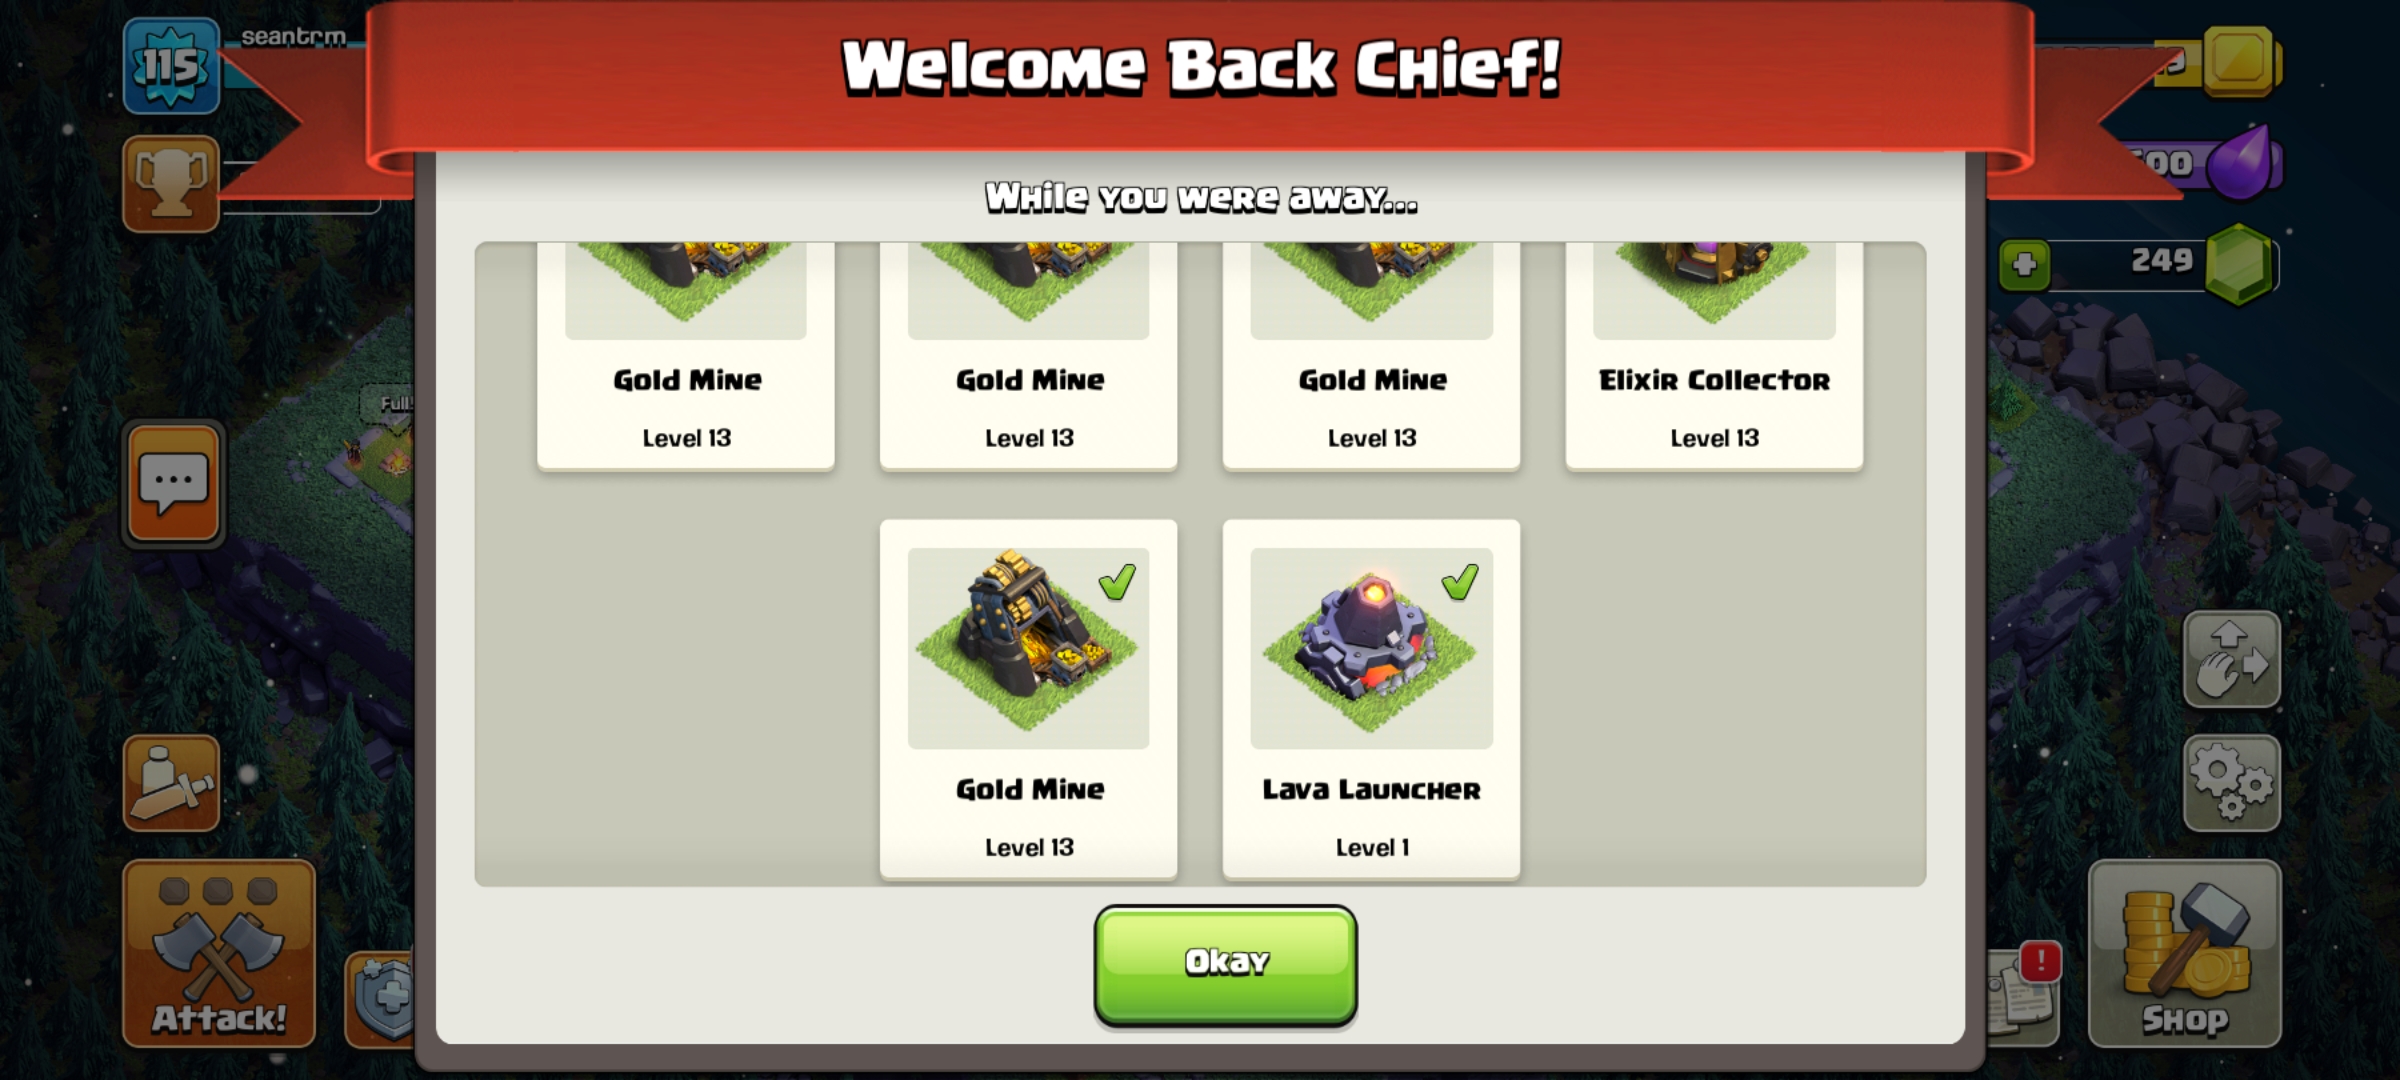 115
seantrm
Welcome Back Chief!
While you were away...
249
Full!
Gold Mine
Level 13
Gold Mine
Level 13
Gold Mine
Level 13
Elixir Collector
Level 13
Gold Mine
Level 13
Lava Launcher
Level 1
Okay
Attack!
!
Shop